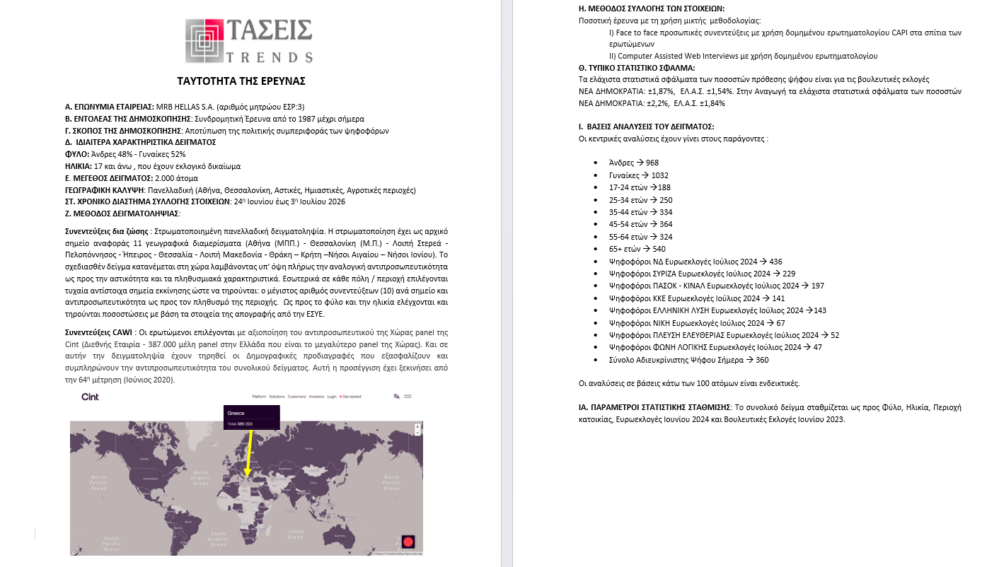 ΤΑΣΕΙΣ
TRENDS
ΤΑΥΤΟΤΗΤΑ ΤΗΣ ΕΡΕΥΝΑΣ
Α. ΕΠΩΝΥΜΙΑ ΕΤΑΙΡΕΙΑΣ: MRB HELLAS S.A. (αριθμός μητρώου ΕΣΡ:3)
Β. ΕΝΤΟΛΕΑΣ ΤΗΣ ΔΗΜΟΣΚΟΠΗΣΗΣ: Συνδρομητική Έρευνα από το 1987 μέχρι σήμερα
Γ. ΣΚΟΠΟΣ ΤΗΣ ΔΗΜΟΣΚΟΠΗΣΗΣ: Αποτύπωση της πολιτικής συμπεριφοράς των ψηφοφόρων
Δ. ΙΔΙΑΙΤΕΡΑ ΧΑΡΑΚΤΗΡΙΣΤΙΚΑ ΔΕΙΓΜΑΤΟΣ
ΦΥΛΟ: Άνδρες 48% - Γυναίκες 52%
ΗΛΙΚΙΑ: 17 και άνω , που έχουν εκλογικό δικαίωμα
Ε. ΜΕΓΕΘΟΣ ΔΕΙΓΜΑΤΟΣ: 2.000 άτομα
ΓΕΩΓΡΑΦΙΚΗ ΚΑΛΥΨΗ: Πανελλαδική (Αθήνα, Θεσσαλονίκη, Αστικές, Ημιαστικές, Αγροτικές περιοχές)
ΣΤ. ΧΡΟΝΙΚΟ ΔΙΑΣΤΗΜΑ ΣΥΛΛΟΓΗΣ ΣΤΟΙΧΕΙΩΝ: 24η Ιουνίου έως 3η Ιουλίου 2026
Ζ. ΜΕΘΟΔΟΣ ΔΕΙΓΜΑΤΟΛΗΨΙΑΣ:
Συνεντεύξεις δια ζώσης : Στρωματοποιημένη πανελλαδική δειγματοληψία. Η στρωματοποίηση έχει ως αρχικό
σημείο αναφοράς 11 γεωγραφικά διαμερίσματα (Αθήνα (ΜΠΠ.) - Θεσσαλονίκη (Μ.Π.) - Λοιπή Στερεά -
Πελοπόννησος - Ήπειρος - Θεσσαλία - Λοιπή Μακεδονία - Θράκη – Κρήτη –Νήσοι Αιγαίου – Νήσοι Ιονίου). Το
σχεδιασθέν δείγμα κατανέμεται στη χώρα λαμβάνοντας υπ' όψη πλήρως την αναλογική αντιπροσωπευτικότητα
ως προς την αστικότητα και τα πληθυσμιακά χαρακτηριστικά. Εσωτερικά σε κάθε πόλη / περιοχή επιλέγονται
τυχαία αντίστοιχα σημεία εκκίνησης ώστε να τηρούνται: ο μέγιστος αριθμός συνεντεύξεων (10) ανά σημείο και
αντιπροσωπευτικότητα ως προς τον πληθυσμό της περιοχής. Ως προς το φύλο και την ηλικία ελέγχονται και
τηρούνται ποσοστώσεις με βάση τα στοιχεία της απογραφής από την ΕΣΥΕ.
Συνεντεύξεις CAWI : Οι ερωτώμενοι επιλέγονται με αξιοποίηση του αντιπροσωπευτικού της Χώρας panel της
Cint (Διεθνής Εταιρία - 387.000 μέλη panel στην Ελλάδα που είναι το μεγαλύτερο panel της Χώρας). Και σε
αυτήν την δειγματοληψία έχουν τηρηθεί οι Δημογραφικές προδιαγραφές που εξασφαλίζουν και
συμπληρώνουν την αντιπροσωπευτικότητα του συνολικού δείγματος. Αυτή η προσέγγιση έχει ξεκινήσει από
την 64η μέτρηση (Ιούνιος 2020).
Cint
Platform Solutions Customers Investors Login Get started
Greece
Total 385 223
Canada
United States
Russia
Kazakhstan
Mongolia
China
Brazil
Australia
North Pacific Ocean
North Atlantic Ocean
North Pacific Ocean
South Pacific Ocean
South Atlantic Ocean
Indian Ocean
South Pacific Ocean
Η. ΜΕΘΟΔΟΣ ΣΥΛΛΟΓΗΣ ΤΩΝ ΣΤΟΙΧΕΙΩΝ:
Ποσοτική έρευνα με τη χρήση μικτής μεθοδολογίας:
I) Face to face προσωπικές συνεντεύξεις με χρήση δομημένου ερωτηματολογίου CAPI στα σπίτια των
ερωτώμενων
II) Computer Assisted Web Interviews με χρήση δομημένου ερωτηματολογίου
Θ. ΤΥΠΙΚΟ ΣΤΑΤΙΣΤΙΚΟ ΣΦΑΛΜΑ:
Τα ελάχιστα στατιστικά σφάλματα των ποσοστών πρόθεσης ψήφου είναι για τις βουλευτικές εκλογές
ΝΕΑ ΔΗΜΟΚΡΑΤΙΑ: ±1,87%, ΕΛ.Α.Σ. ±1,54%. Στην Αναγωγή τα ελάχιστα στατιστικά σφάλματα των ποσοστών
ΝΕΑ ΔΗΜΟΚΡΑΤΙΑ: ±2,2%, ΕΛ.Α.Σ. ±1,84%
Ι. ΒΑΣΕΙΣ ΑΝΑΛΥΣΕΙΣ ΤΟΥ ΔΕΙΓΜΑΤΟΣ:
Οι κεντρικές αναλύσεις έχουν γίνει στους παράγοντες :
• Άνδρες → 968
• Γυναίκες → 1032
• 17-24 ετών →188
• 25-34 ετών → 250
• 35-44 ετών → 334
• 45-54 ετών → 364
• 55-64 ετών → 324
• 65+ ετών → 540
• Ψηφοφόροι ΝΔ Ευρωεκλογές Ιούλιος 2024 → 436
• Ψηφοφόροι ΣΥΡΙΖΑ Ευρωεκλογές Ιούλιος 2024 → 229
• Ψηφοφόροι ΠΑΣΟΚ - ΚΙΝΑΛ Ευρωεκλογές Ιούλιος 2024 → 197
• Ψηφοφόροι ΚΚΕ Ευρωεκλογές Ιούλιος 2024 → 141
• Ψηφοφόροι ΕΛΛΗΝΙΚΗ ΛΥΣΗ Ευρωεκλογές Ιούλιος 2024 →143
• Ψηφοφόροι ΝΙΚΗ Ευρωεκλογές Ιούλιος 2024 → 67
• Ψηφοφόροι ΠΛΕΥΣΗ ΕΛΕΥΘΕΡΙΑΣ Ευρωεκλογές Ιούλιος 2024 → 52
• Ψηφοφόροι ΦΩΝΗ ΛΟΓΙΚΗΣ Ευρωεκλογές Ιούλιος 2024 → 47
• Σύνολο Αδιευκρίνιστης Ψήφου Σήμερα → 360
Οι αναλύσεις σε βάσεις κάτω των 100 ατόμων είναι ενδεικτικές.
ΙΑ. ΠΑΡΑΜΕΤΡΟΙ ΣΤΑΤΙΣΤΙΚΗΣ ΣΤΑΘΜΙΣΗΣ: Το συνολικό δείγμα σταθμίζεται ως προς Φύλο, Ηλικία, Περιοχή
κατοικίας, Ευρωεκλογές Ιουνίου 2024 και Βουλευτικές Εκλογές Ιουνίου 2023.